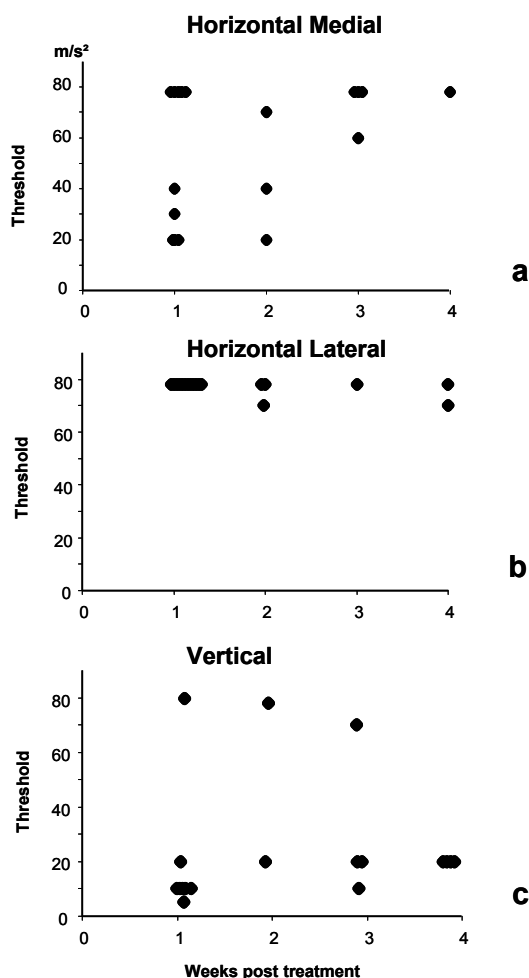 Horizontal Medial
m/s²
80
60
40
20
0
Threshold
0 1 2 3 4
a
Horizontal Lateral
80
60
40
20
0
Threshold
0 1 2 3 4
b
Vertical
80
60
40
20
0
Threshold
0 1 2 3 4
c
Weeks post treatment